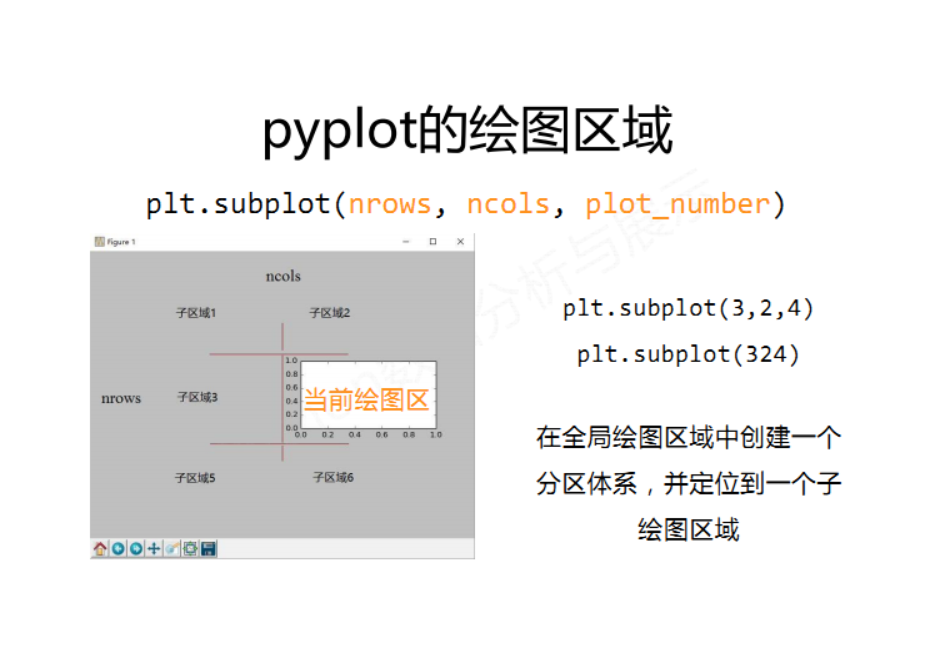 pyplot的绘图区域
plt.subplot(nrows, ncols, plot_number)
Figure 1
ncols
子区域1
子区域2
nrows
子区域3
1.0
0.8
0.6
0.4
0.2
0.0
当前绘图区
0.0 0.2 0.4 0.6 0.8 1.0
子区域5
子区域6
plt.subplot(3,2,4)
plt.subplot(324)
在全局绘图区域中创建一个
分区体系，并定位到一个子
绘图区域
分析与展示